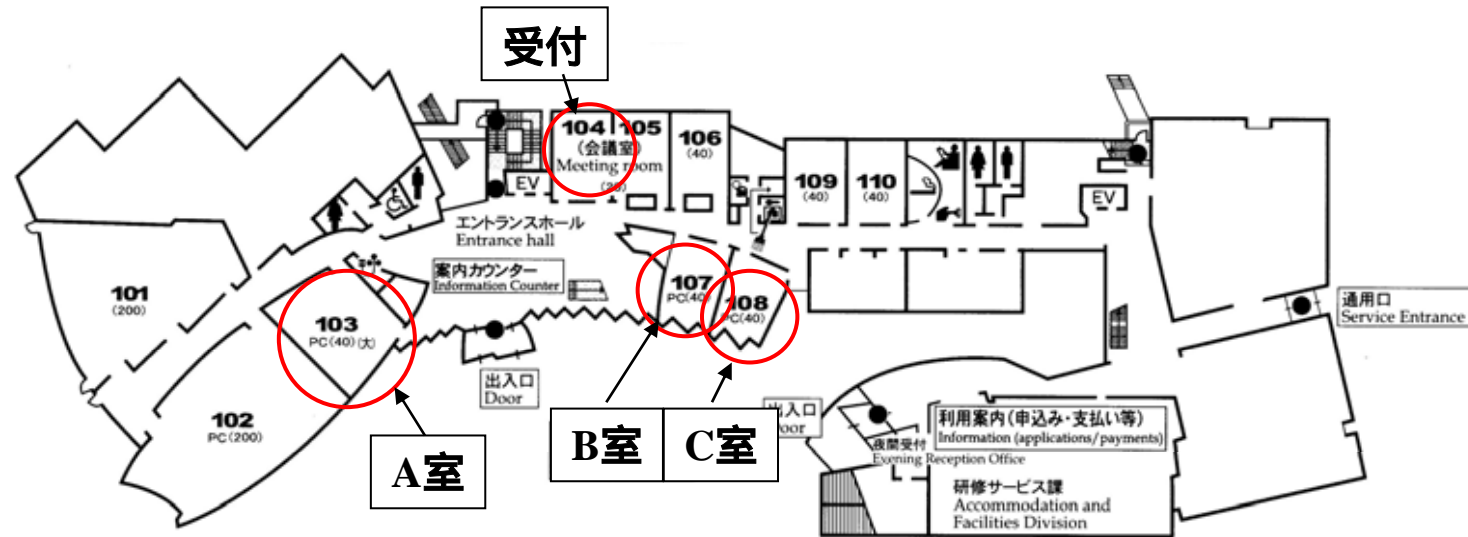 受付
104
105
(会議室)
Meeting room
106
(40)
109
(40)
110
(40)
EV
EV
エントランスホール
Entrance hall
案内カウンター
Information Counter
101
(200)
103
PC(40)(大)
102
PC(200)
107
PC(40)
108
PC(40)
出入口
Door
通用口
Service Entrance
A室
B室
C室
出入口
利用案内(申込み・支払い等)
Information (applications/payments)
夜間受付
Evening Reception Office
研修サービス課
Accommodation and
Facilities Division